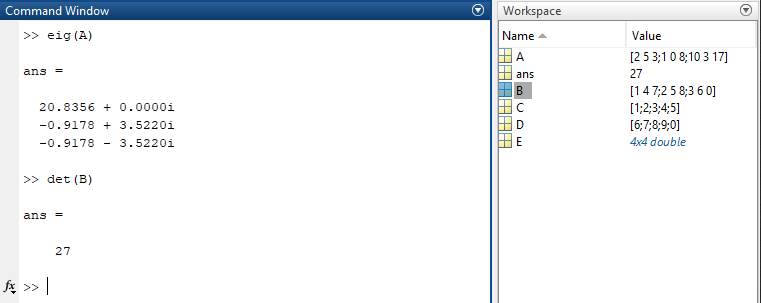 Command Window
>> eig(A)
ans =
20.8356 + 0.0000i
-0.9178 + 3.5220i
-0.9178 - 3.5220i
>> det(B)
ans =
27
fx >>
Workspace
Name Value
A [2 5 3;1 0 8;10 3 17]
ans 27
B [1 4 7;2 5 8;3 6 0]
C [1;2;3;4;5]
D [6;7;8;9;0]
E 4x4 double